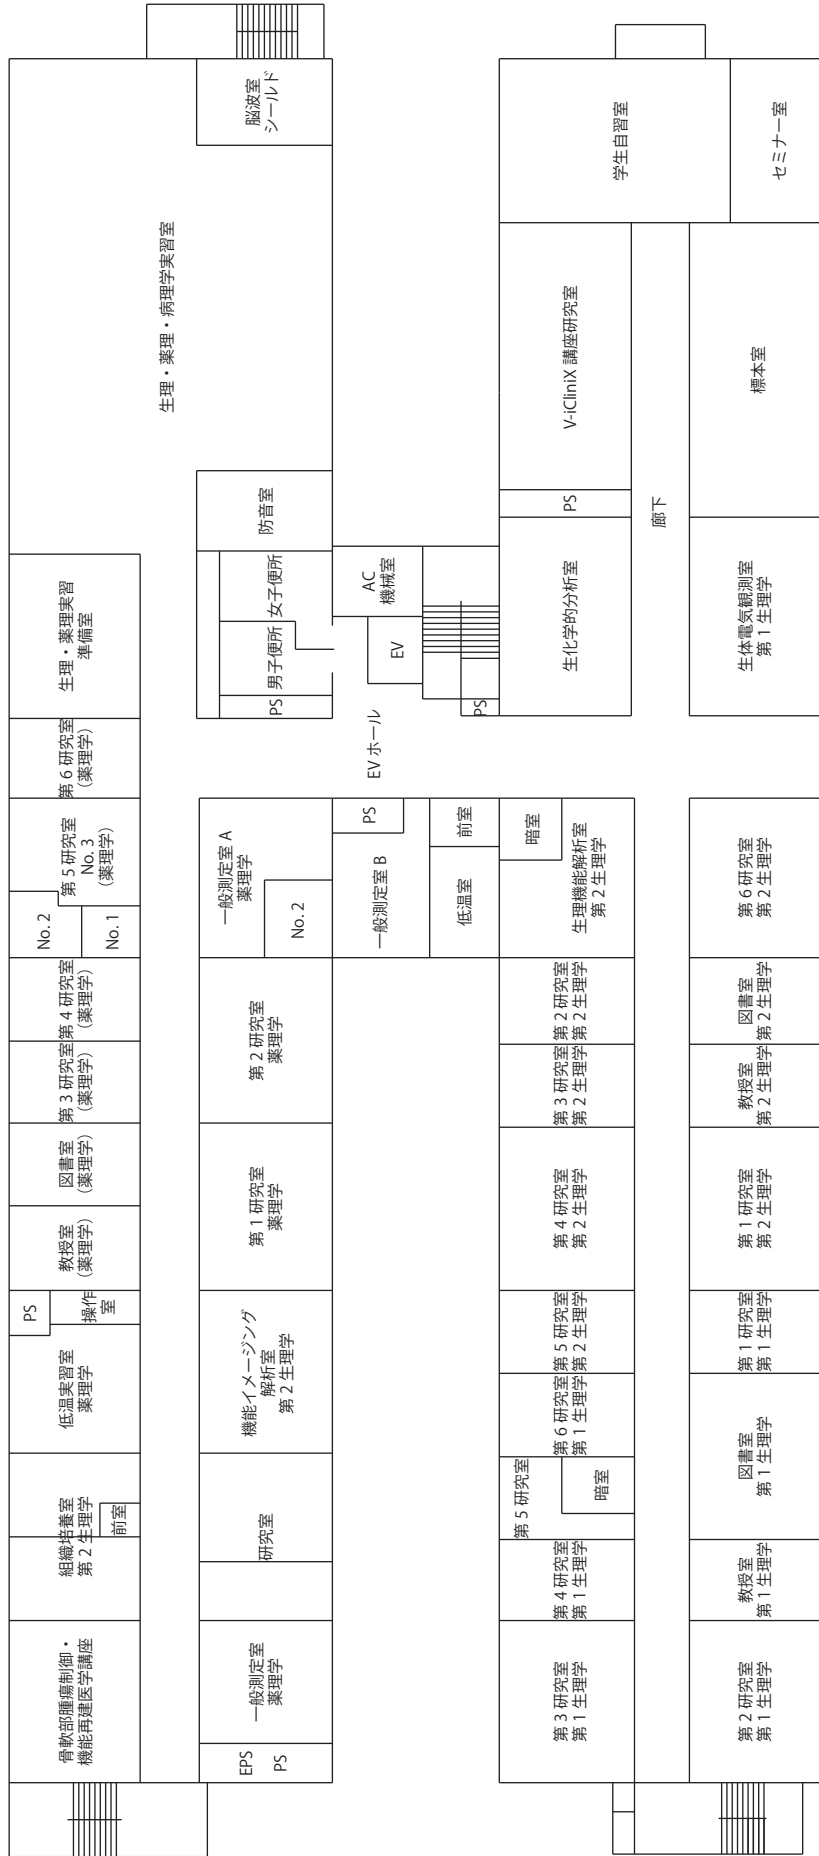 脳波室
シールド
生理・薬理・病理学実習室
防音室
女子便所
男子便所
PS
生理・薬理実習
準備室
第6研究室
(薬理学)
第5研究室
No. 3
(薬理学)
No. 2
No. 1
第4研究室
(薬理学)
第3研究室
(薬理学)
図書室
(薬理学)
教授室
(薬理学)
PS
操作
室
低温実習室
薬理学
組織培養室
第2生理学
前室
骨軟部腫瘍制御・
機能再建医学講座
一般測定室 A
薬理学
No.2
第2研究室
薬理学
第1研究室
薬理学
機能イメージング
解析室
第2生理学
研究室
一般測定室
薬理学
EPS
PS
AC
機械室
EV
PS
EVホール
PS
一般測定室 B
前室
低温室
学生自習室
セミナー室
V-iCliniX 講座研究室
標本室
PS
廊下
生化学的分析室
生体電気観測室
第1生理学
暗室
生理機能解析室
第2生理学
第2研究室
第2生理学
第3研究室
第2生理学
第4研究室
第2生理学
第5研究室
第2生理学
第6研究室
第1生理学
第5研究室
暗室
第4研究室
第1生理学
第3研究室
第1生理学
第6研究室
第2生理学
図書室
第2生理学
教授室
第2生理学
第1研究室
第2生理学
第1研究室
第1生理学
図書室
第1生理学
教授室
第1生理学
第2研究室
第1生理学